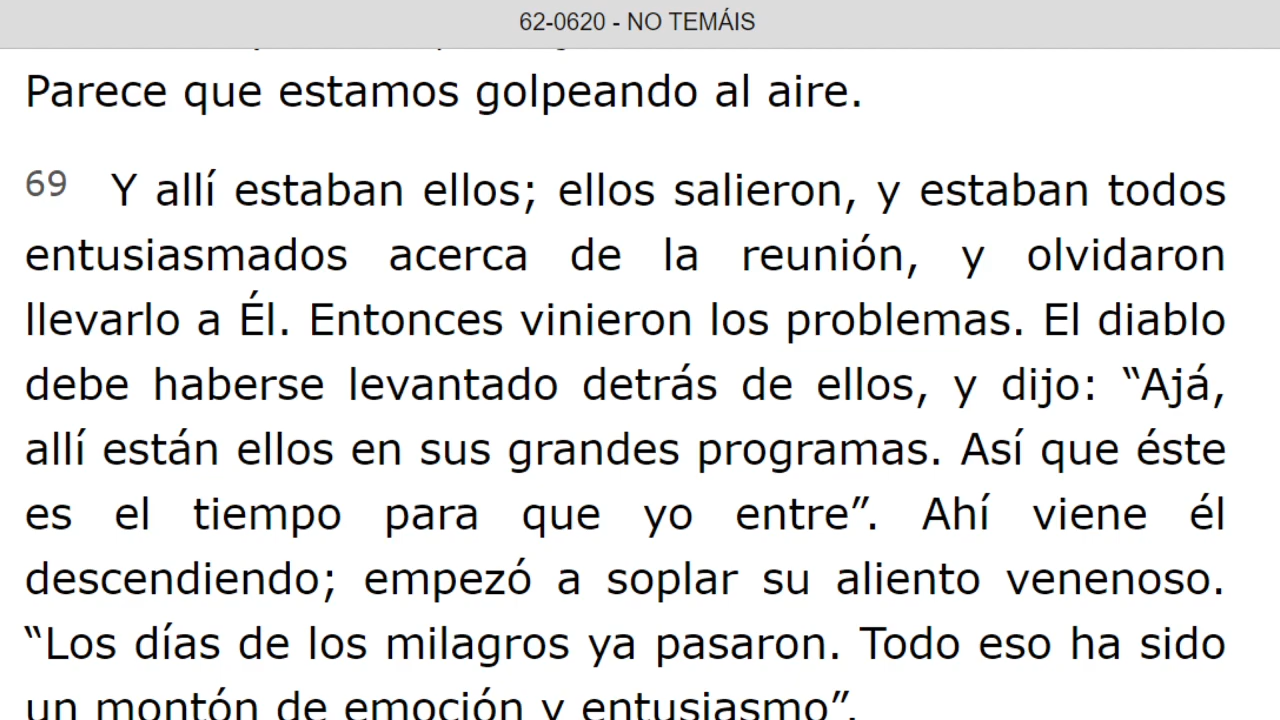 62-0620 - NO TEMÁIS
Parece que estamos golpeando al aire.
69 Y allí estaban ellos; ellos salieron, y estaban todos
entusiasmados acerca de la reunión, y olvidaron
llevarlo a Él. Entonces vinieron los problemas. El diablo
debe haberse levantado detrás de ellos, y dijo: “Ajá,
allí están ellos en sus grandes programas. Así que éste
es el tiempo para que yo entre”. Ahí viene él
descendiendo; empezó a soplar su aliento venenoso.
“Los días de los milagros ya pasaron. Todo eso ha sido
un montón de emoción y entusiasmo”.